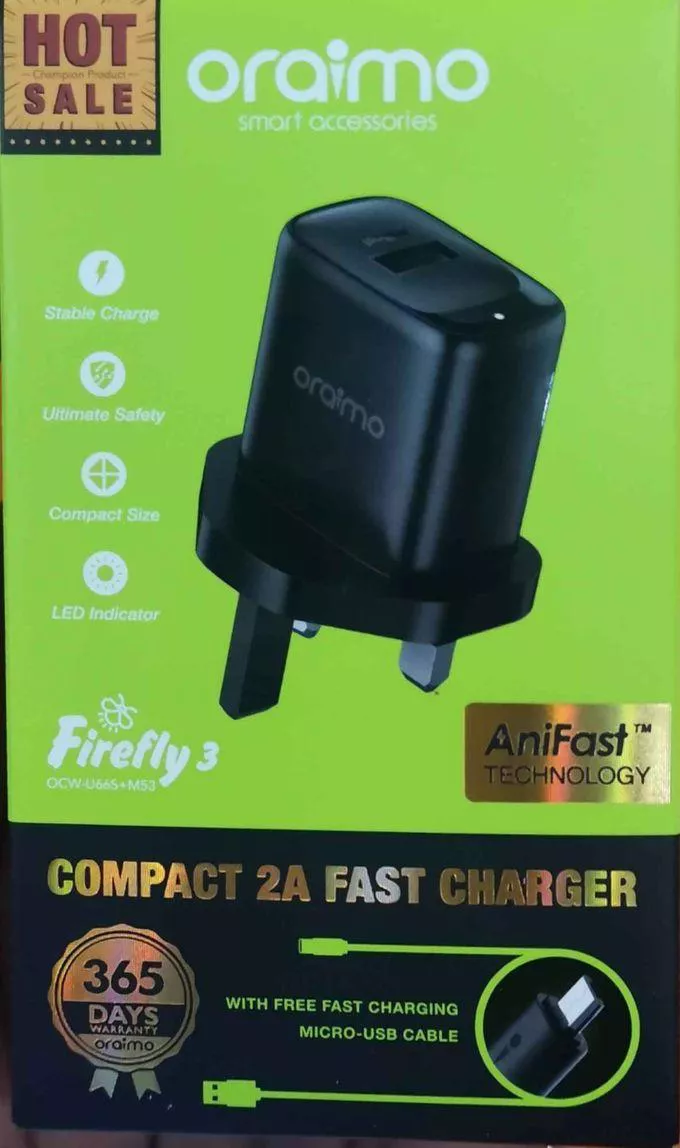 HOT
Champion Product
SALE
oraimo
smart accessories
Stable Charge
Ultimate Safety
Compact Size
LED Indicator
oraimo
Firefly 3
OCW-U66S+M53
AniFast™
TECHNOLOGY
COMPACT 2A FAST CHARGER
365
DAYS
WARRANTY
oraimo
WITH FREE FAST CHARGING
MICRO-USB CABLE